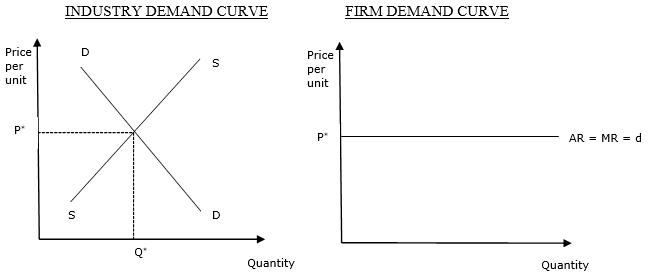 INDUSTRY DEMAND CURVE
Price
per
unit
D
S
P*
S
D
Q*
Quantity
FIRM DEMAND CURVE
Price
per
unit
P*
AR = MR = d
Quantity